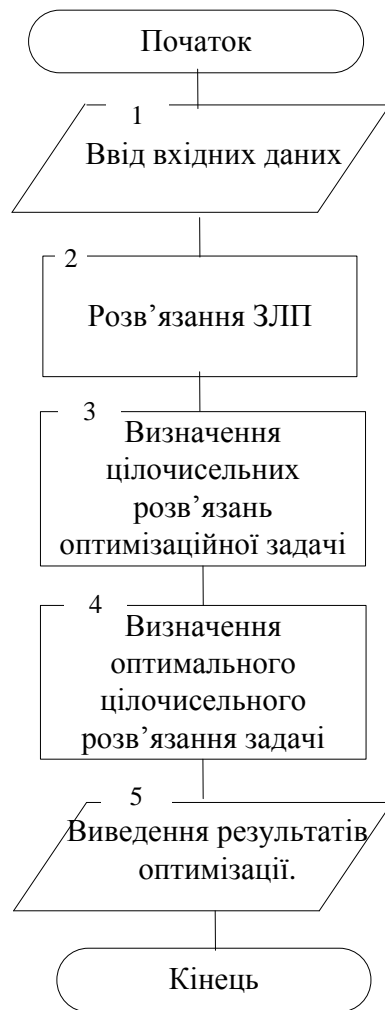 Початок
1
Ввід вхідних даних
2
Розв’язання ЗЛП
3
Визначення
цілочисельних
розв’язань
оптимізаційної задачі
4
Визначення
оптимального
цілочисельного
розв’язання задачі
5
Виведення результатів
оптимізації.
Кінець